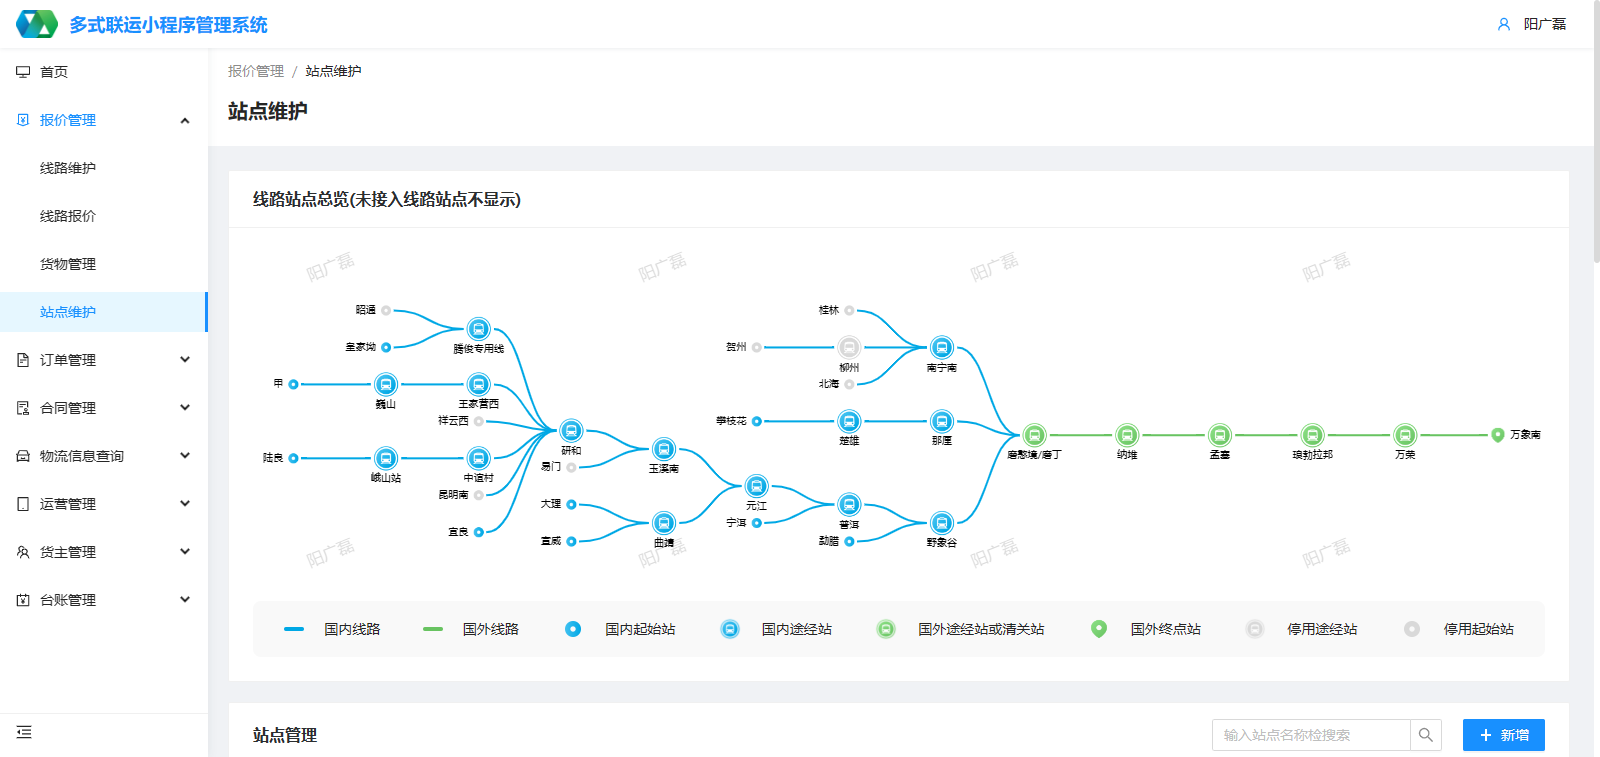 多式联运小程序管理系统
阳广磊
首页
报价管理
线路维护
线路报价
货物管理
站点维护
订单管理
合同管理
物流信息查询
运营管理
货主管理
台账管理
报价管理 / 站点维护
站点维护
线路站点总览(未接入线路站点不显示)
阳广磊
阳广磊
阳广磊
阳广磊
昭通
皇家坳
腾俊专用线
甲
巍山
王家营西
祥云西
陆良
峨山站
中谊村
昆明南
宜良
研和
易门
玉溪南
大理
宣威
曲靖
元江
宁洱
普洱
勐腊
野象谷
桂林
贺州
柳州
北海
南宁南
攀枝花
楚雄
那厘
磨憨境/磨丁
纳堆
孟塞
琅勃拉邦
万荣
万象南
阳广磊
阳广磊
阳广磊
阳广磊
国内线路
国外线路
国内起始站
国内途经站
国外途经站或清关站
国外终点站
停用途经站
停用起始站
站点管理
输入站点名称检搜索
新增